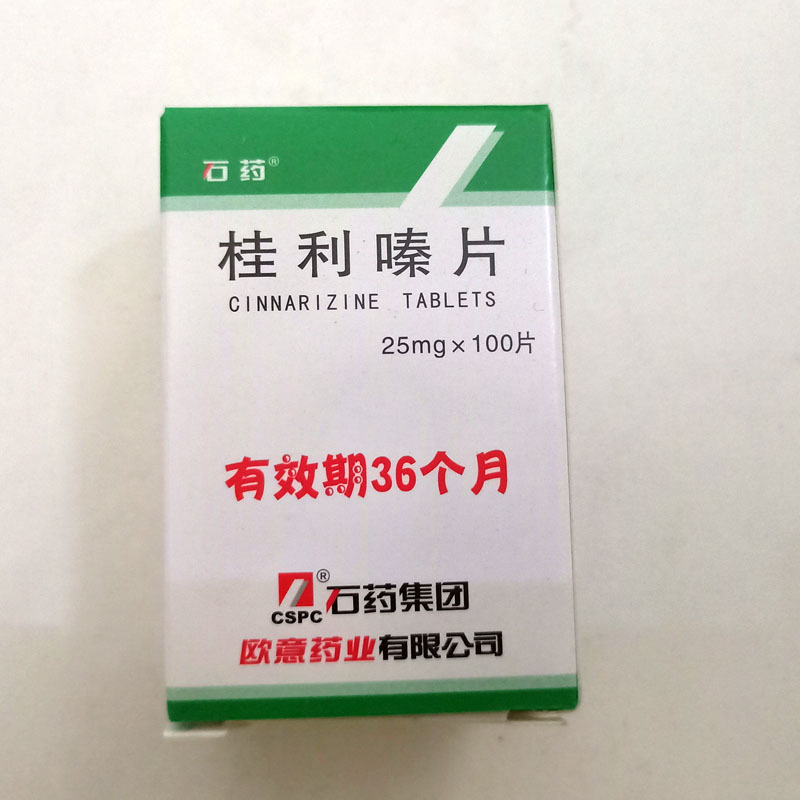 石药®
桂利嗪片
CINNARIZINE TABLETS
25mg×100片
有效期36个月
CSPC® 石药集团
欧意药业有限公司